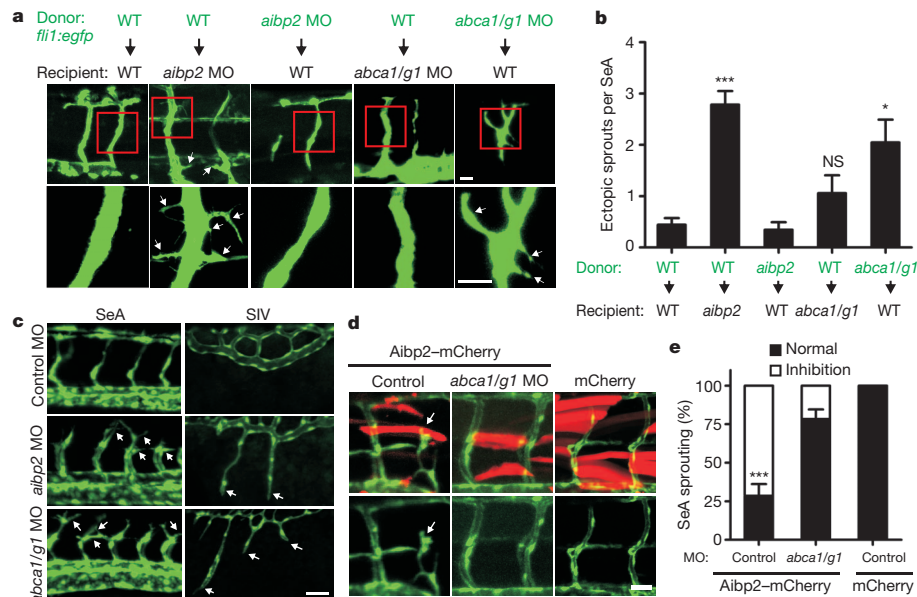 a
Donor: WT WT aibp2 MO WT abca1/g1 MO
fli1:egfp
Recipient: WT aibp2 MO WT abca1/g1 MO WT
b
Ectopic sprouts per SeA
4
3
2
1
0
***
NS
*
Donor: WT WT aibp2 WT abca1/g1
Recipient: WT aibp2 WT abca1/g1 WT
c
SeA SIV
Control MO
aibp2 MO
abca1/g1 MO
d
Aibp2–mCherry
Control abca1/g1 MO mCherry
e
Normal
Inhibition
SeA sprouting (%)
100
75
50
25
0
***
MO: Control abca1/g1 Control
Aibp2–mCherry mCherry